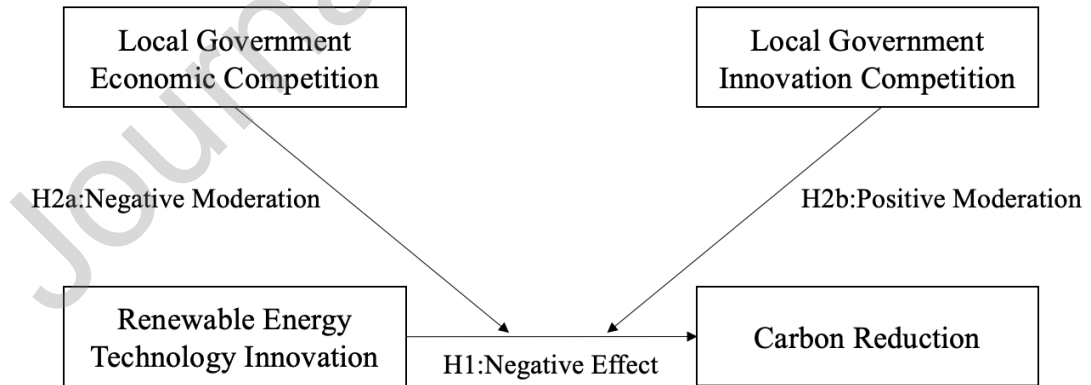 Local Government
Economic Competition
Local Government
Innovation Competition
H2a:Negative Moderation
H2b:Positive Moderation
Renewable Energy
Technology Innovation
H1:Negative Effect
Carbon Reduction